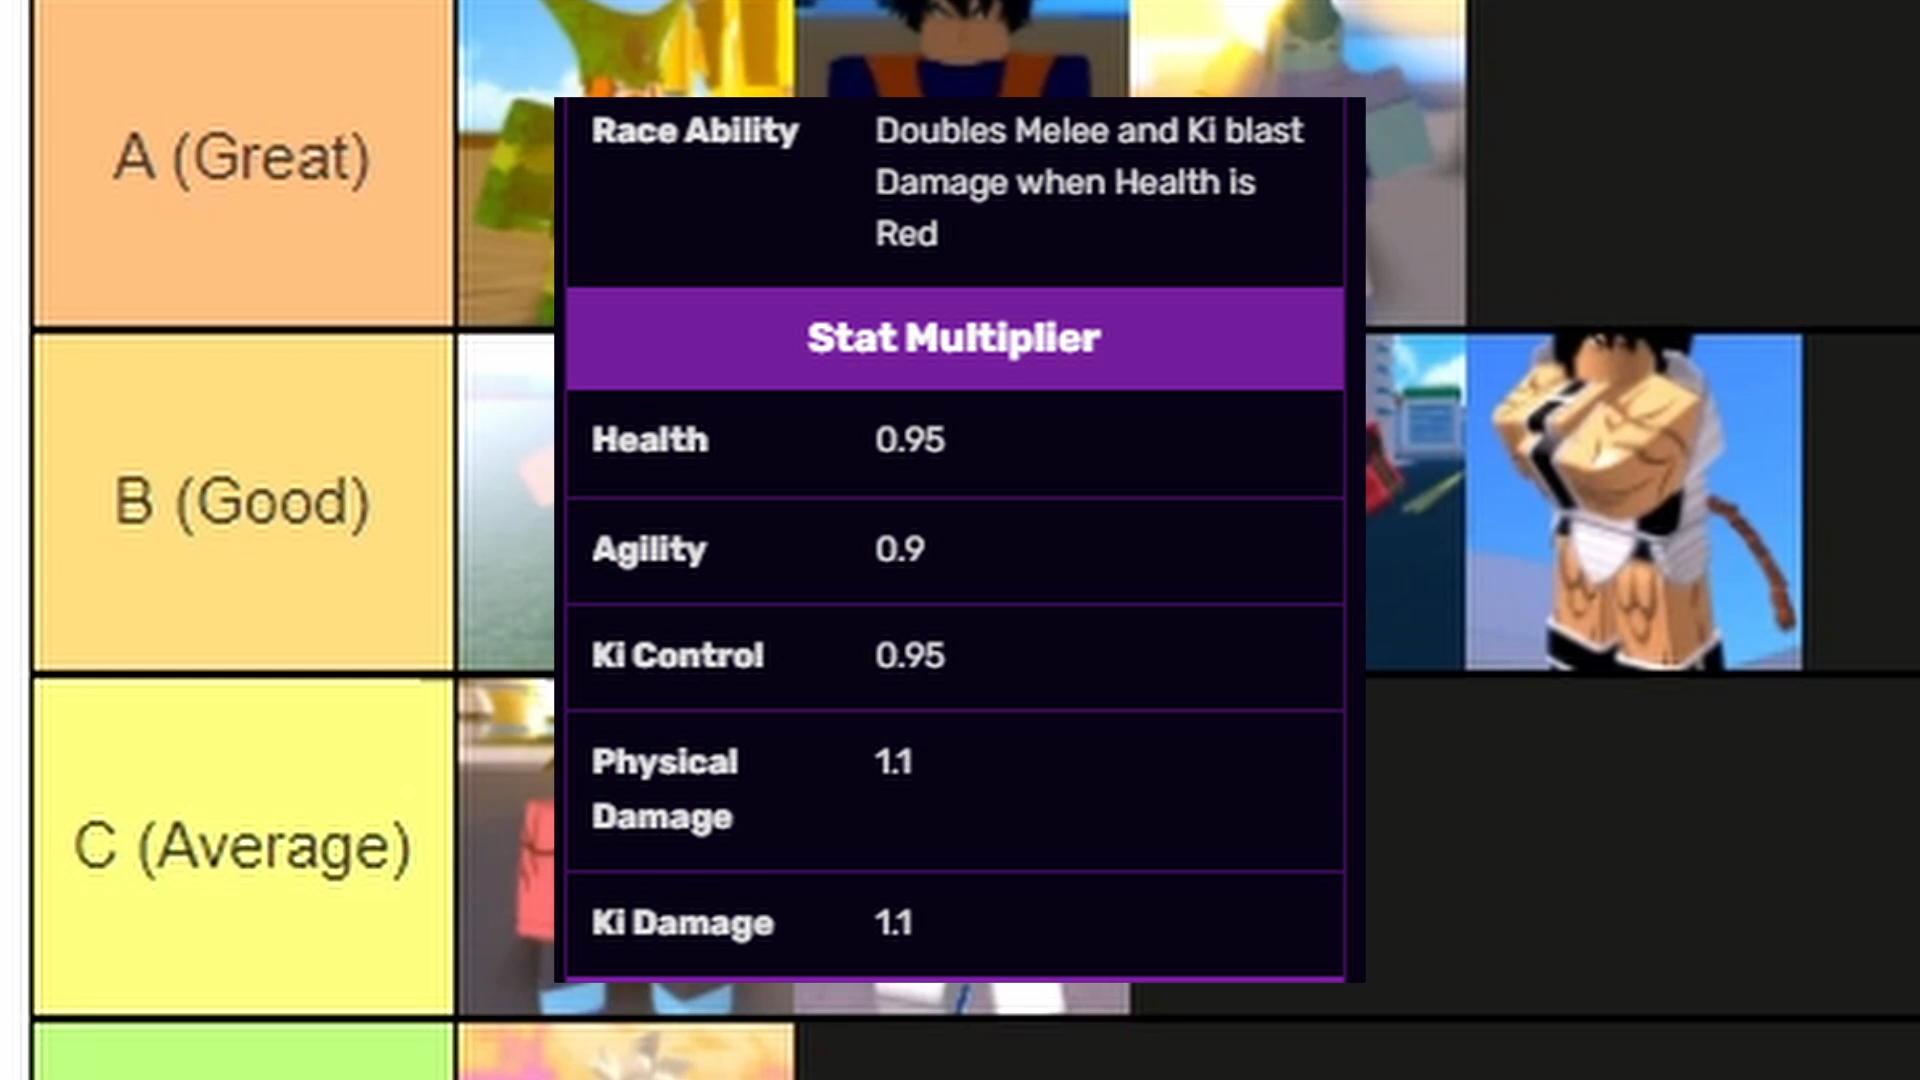 A (Great)
B (Good)
C (Average)
Race Ability
Doubles Melee and Ki blast
Damage when Health is
Red
Stat Multiplier
Health 0.95
Agility 0.9
Ki Control 0.95
Physical 1.1
Damage
Ki Damage 1.1